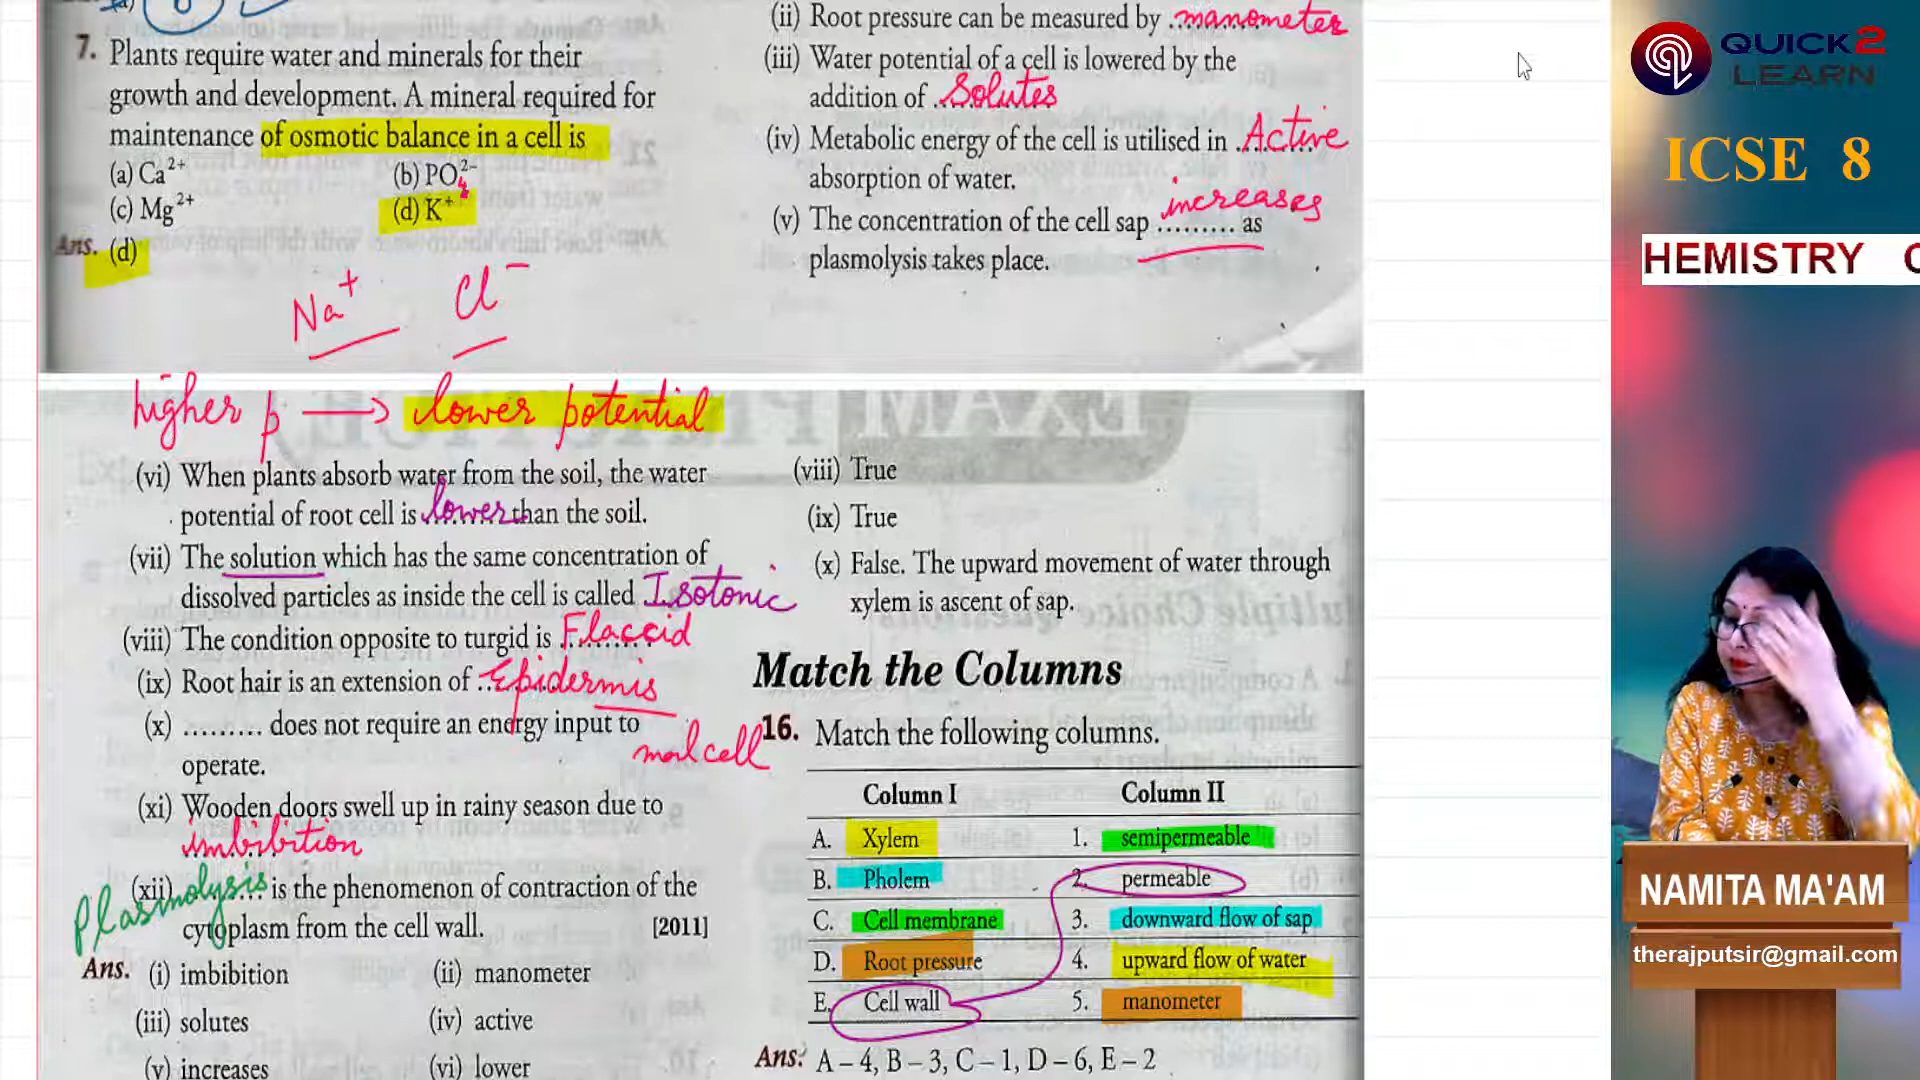 7. Plants require water and minerals for their
growth and development. A mineral required for
maintenance of osmotic balance in a cell is
(a) Ca2+
(b) PO42−
(c) Mg2+
(d) K+
Ans. (d)
Na+ Cl−
(ii) Root pressure can be measured by manometer
(iii) Water potential of a cell is lowered by the
addition of Solutes
(iv) Metabolic energy of the cell is utilised in Active
absorption of water.
increases
(v) The concentration of the cell sap ......... as
plasmolysis takes place.
higher p → lower potential
(vi) When plants absorb water from the soil, the water
potential of root cell is lower than the soil.
(vii) The solution which has the same concentration of
dissolved particles as inside the cell is called Isotonic
(viii) The condition opposite to turgid is Flaccid
(ix) Root hair is an extension of Epidermis
cell
(x) ......... does not require an energy input to
operate.
(xi) Wooden doors swell up in rainy season due to
imbibition
(xii) Plasmolysis is the phenomenon of contraction of the
cytoplasm from the cell wall. [2011]
Ans. (i) imbibition (ii) manometer
(iii) solutes (iv) active
(v) increases (vi) lower
(viii) True
(ix) True
(x) False. The upward movement of water through
xylem is ascent of sap.
Match the Columns
16. Match the following columns.
Column I Column II
A. Xylem 1. semipermeable
B. Pholem 2. permeable
C. Cell membrane 3. downward flow of sap
D. Root pressure 4. upward flow of water
E. Cell wall 5. manometer
Ans. A – 4, B – 3, C – 1, D – 6, E – 2
QUICK2
LEARN
ICSE 8
HEMISTRY C
NAMITA MA'AM
therajputsir@gmail.com